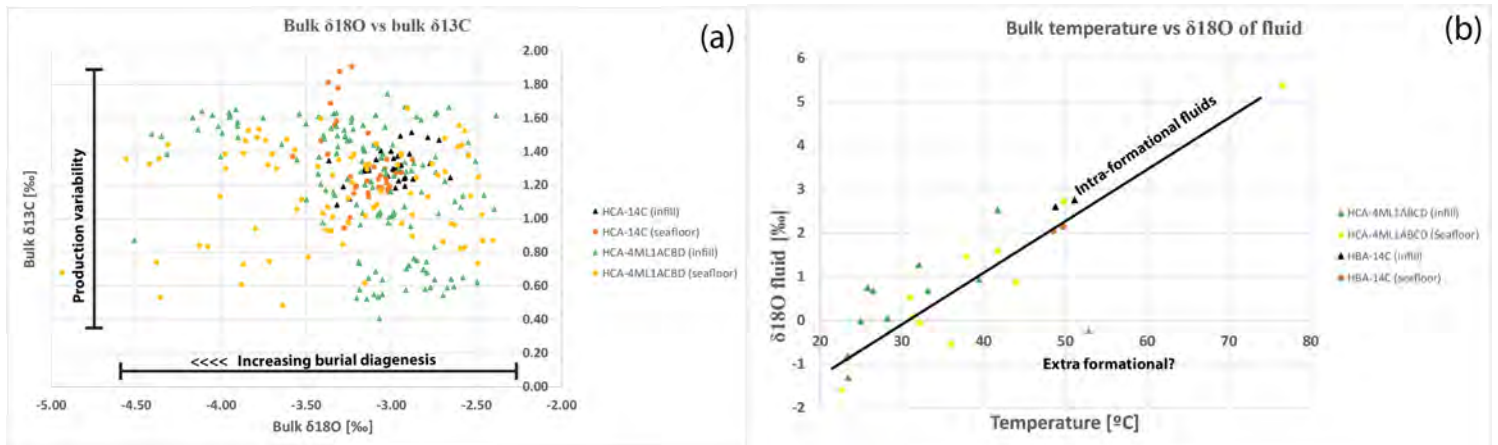 Bulk δ18O vs bulk δ13C
(a)
2.00
1.80
1.60
1.40
1.20
1.00
0.80
0.60
0.40
0.20
0.00
Bulk δ13C [‰]
Production variability
<<<< Increasing burial diagenesis
-5.00
-4.00
-3.00
-3.00
-2.00
Bulk δ18O [‰]
HCA-14C (infill)
HCA-14C (seafloor)
HCA-4ML1ACBD (infill)
HCA-4ML1ACBD (seafloor)
Bulk temperature vs δ18O of fluid
(b)
6
5
4
3
2
1
0
-1
-2
δ18O fluid [‰]
Intra-formational fluids
Extra formational?
20
30
40
50
60
70
80
Temperature [ºC]
HCA-4ML1ABCD (infill)
HCA-4ML1ABCD (Seafloor)
HBA-14C (infill)
HBA-14C (seafloor)